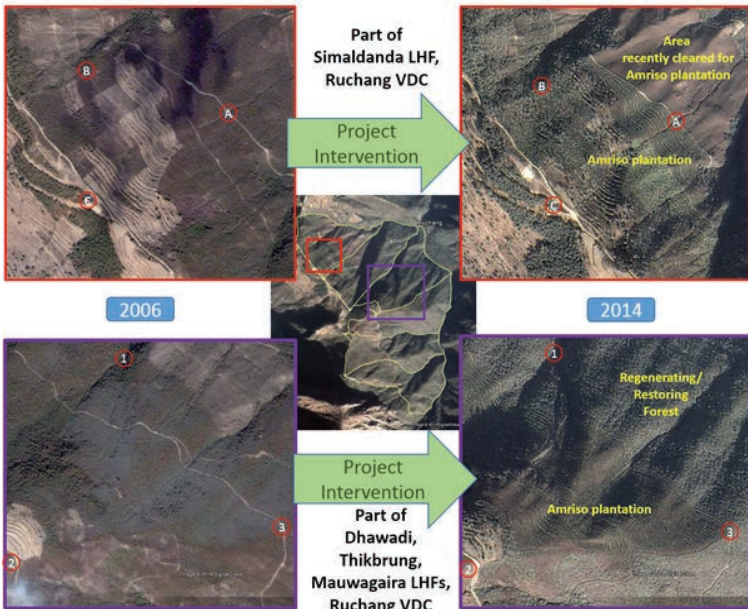 Part of
Simaldanda LHF,
Ruchang VDC
Project
Intervention
B
A
C
Area
recently cleared for
Amriso plantation
B
A
Amriso plantation
C
2006
2014
1
2
3
Project
Intervention
Part of
Dhawadi,
Thikbrung,
Mauwagaira LHFs,
Ruchang VDC
1
Regenerating/
Restoring
Forest
Amriso plantation
3
2